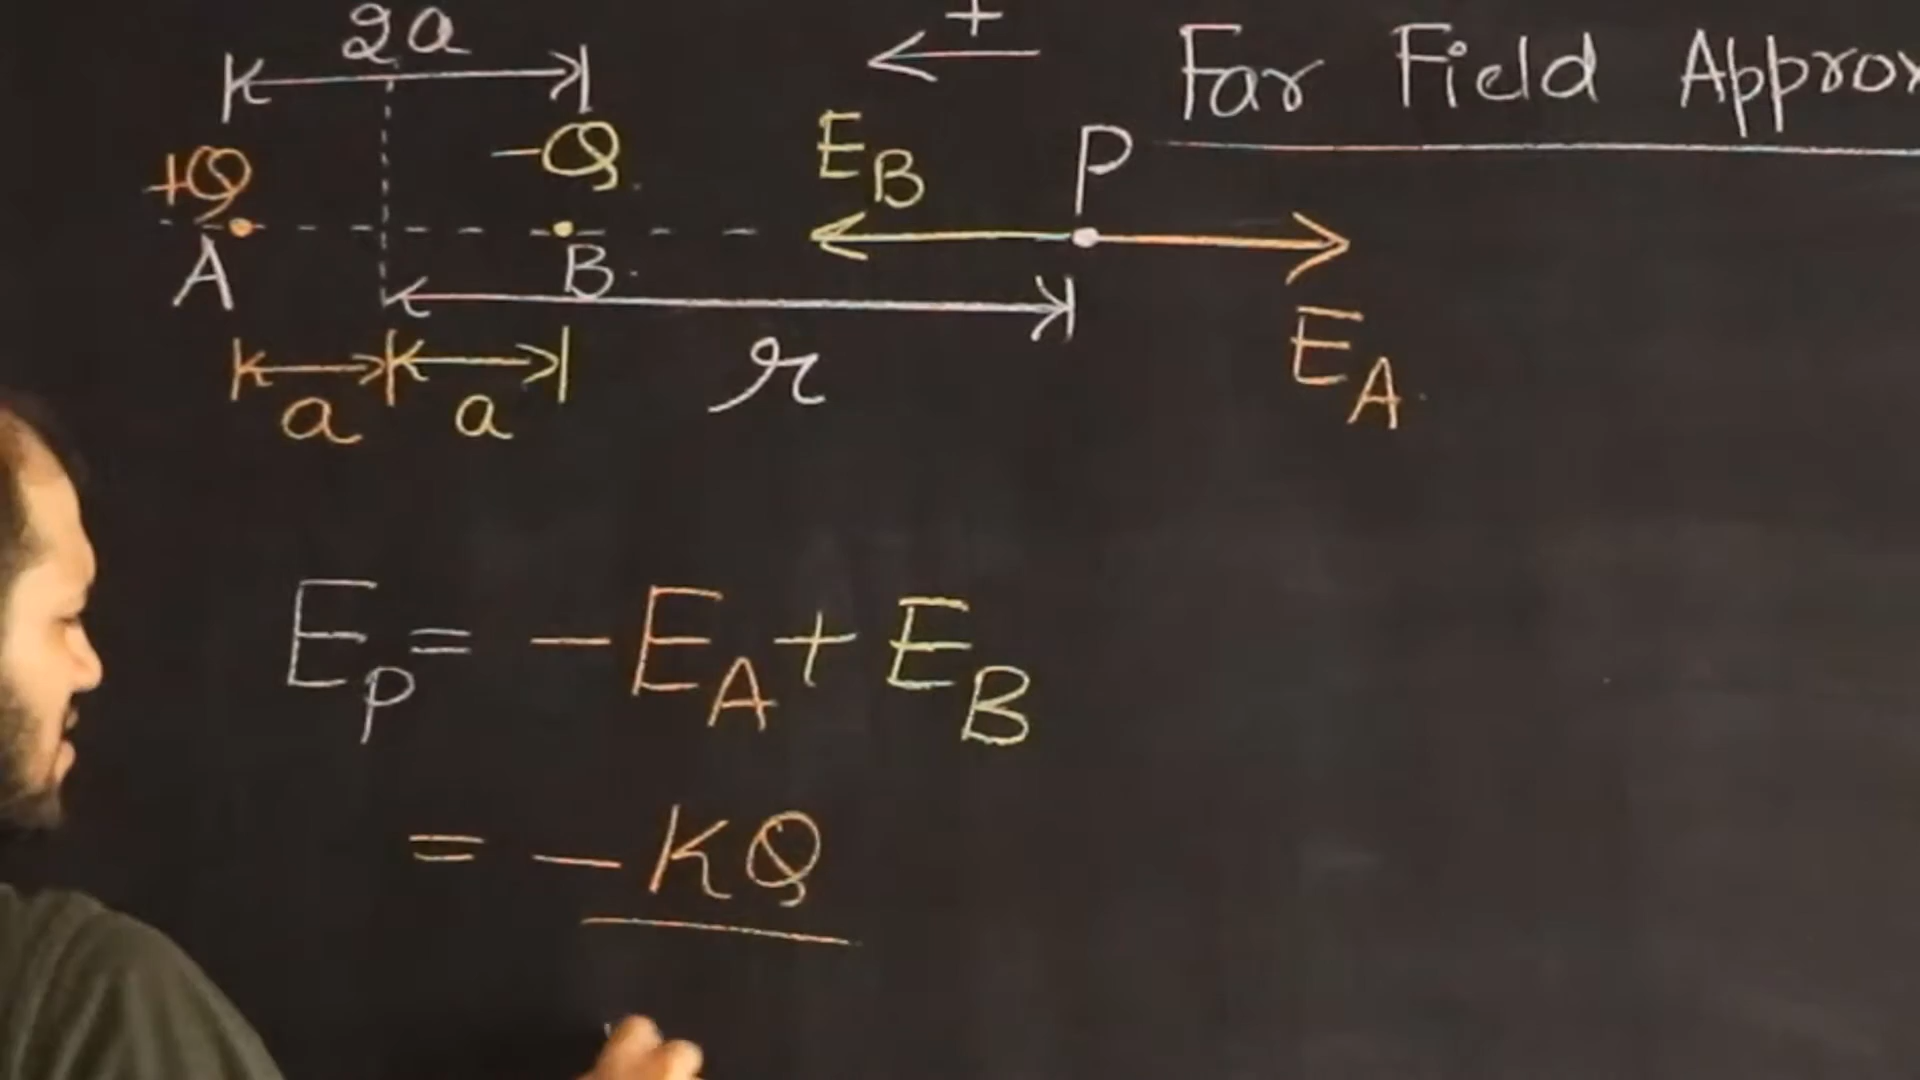 2a
+
Far Field Approx
+Q
-Q
E_B
P
A
B
E_A
a
a
r
E_P = - E_A + E_B
= - KQ